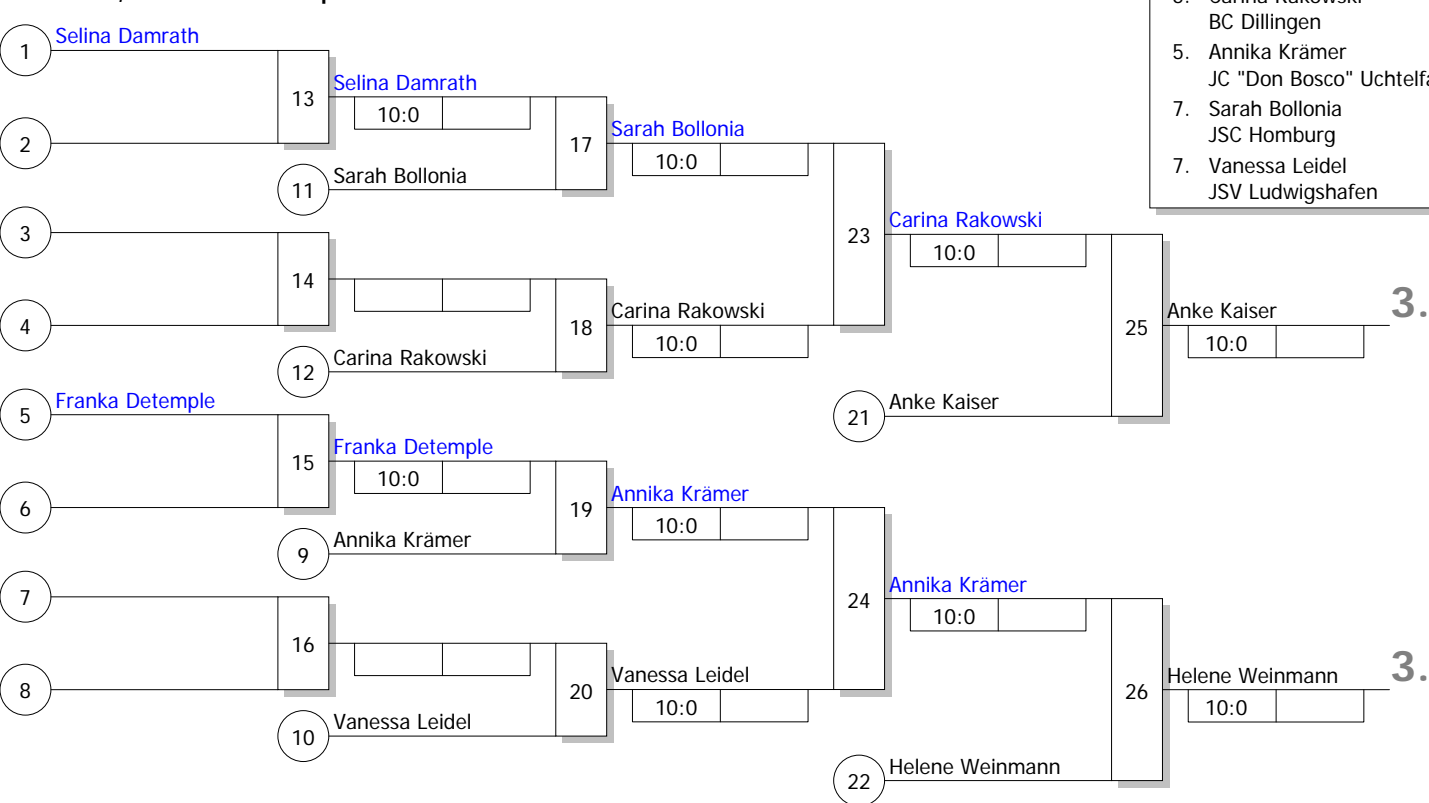 BC Dillingen
5. Annika Krämer
JC "Don Bosco" Uchtelfa
7. Sarah Bollonia
JSC Homburg
7. Vanessa Leidel
JSV Ludwigshafen
1 Selina Damrath
2
13 Selina Damrath
10:0
11 Sarah Bollonia
17 Sarah Bollonia
10:0
3
4
14
12 Carina Rakowski
18 Carina Rakowski
10:0
23 Carina Rakowski
10:0
21 Anke Kaiser
25 Anke Kaiser 3.
10:0
5 Franka Detemple
6
15 Franka Detemple
10:0
9 Annika Krämer
19 Annika Krämer
10:0
7
8
16
10 Vanessa Leidel
20 Vanessa Leidel
10:0
24 Annika Krämer
10:0
22 Helene Weinmann
26 Helene Weinmann 3.
10:0